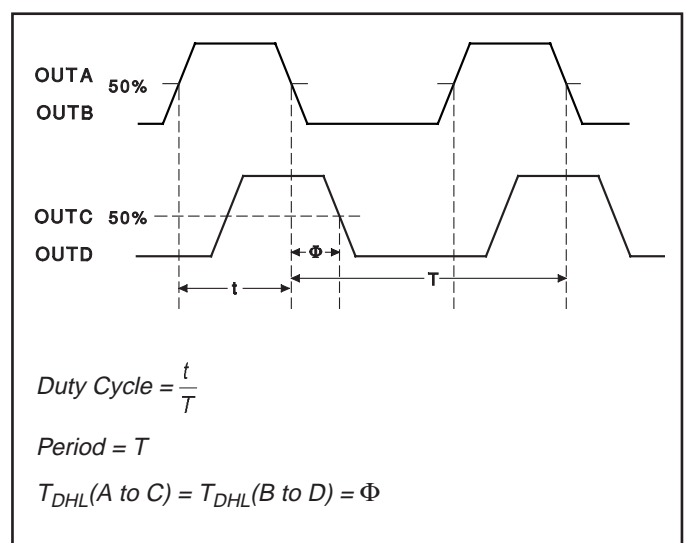 OUTA 50%
OUTB
OUTC 50%
OUTD
Φ
t
T
Duty Cycle = t/T
Period = T
T_DHL(A to C) = T_DHL(B to D) = Φ